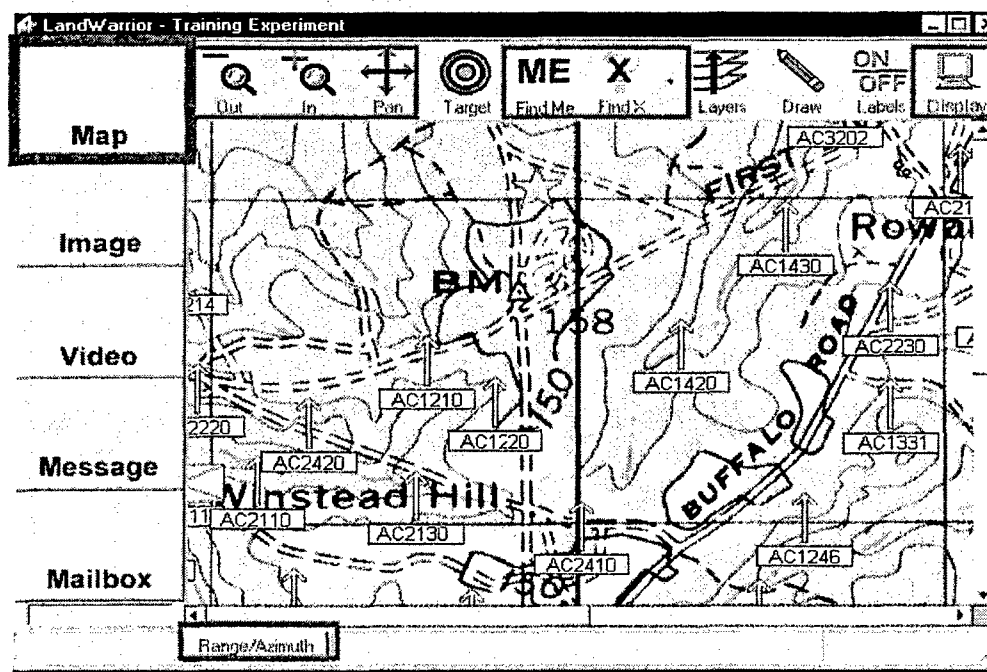 LandWarrior - Training Experiment
Map
Image
Video
Message
Mailbox
Out
In
Pan
Target
ME
Find Me
X
Find X
Layers
Draw
ON
OFF
Labels
Display
AC3202
FIRST
AC21
Rowa
AC1430
BM
158
214
ROAD
AC2230
AC1420
AC1210
150
AC1220
2220
AC2420
BUFFALO
AC1331
Winstead Hill
11
AC2110
AC2130
AC2410
AC1246
Range/Azimuth